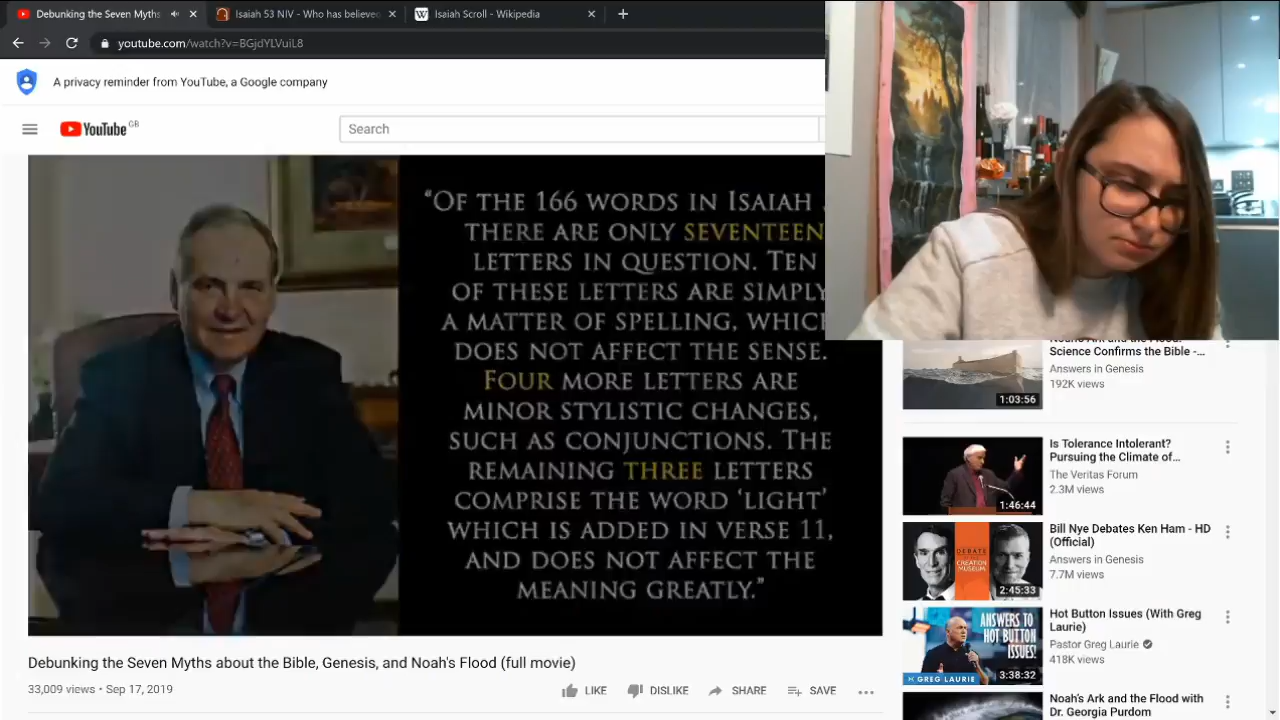 Debunking the Seven Myths
Isaiah 53 NIV - Who has believed
Isaiah Scroll - Wikipedia
youtube.com/watch?v=BGjdYLVuiL8
A privacy reminder from YouTube, a Google company
YouTube GB
Search
“OF THE 166 WORDS IN ISAIAH
THERE ARE ONLY SEVENTEEN
LETTERS IN QUESTION. TEN
OF THESE LETTERS ARE SIMPLY
A MATTER OF SPELLING, WHICH
DOES NOT AFFECT THE SENSE.
FOUR MORE LETTERS ARE
MINOR STYLISTIC CHANGES,
SUCH AS CONJUNCTIONS. THE
REMAINING THREE LETTERS
COMPRISE THE WORD ‘LIGHT’
WHICH IS ADDED IN VERSE 11,
AND DOES NOT AFFECT THE
MEANING GREATLY.”
Debunking the Seven Myths about the Bible, Genesis, and Noah's Flood (full movie)
33,009 views • Sep 17, 2019
LIKE
DISLIKE
SHARE
SAVE
Noah's Ark and the Flood:
Science Confirms the Bible -...
Answers in Genesis
192K views
1:03:56
Is Tolerance Intolerant?
Pursuing the Climate of...
The Veritas Forum
2.3M views
1:46:44
Bill Nye Debates Ken Ham - HD
(Official)
Answers in Genesis
7.7M views
DEBATE
CREATION
MUSEUM
2:45:33
Hot Button Issues (With Greg
Laurie)
Pastor Greg Laurie
418K views
ANSWERS TO
HOT BUTTON
ISSUES!
GREG LAURIE
3:38:32
Noah's Ark and the Flood with
Dr. Georgia Purdom